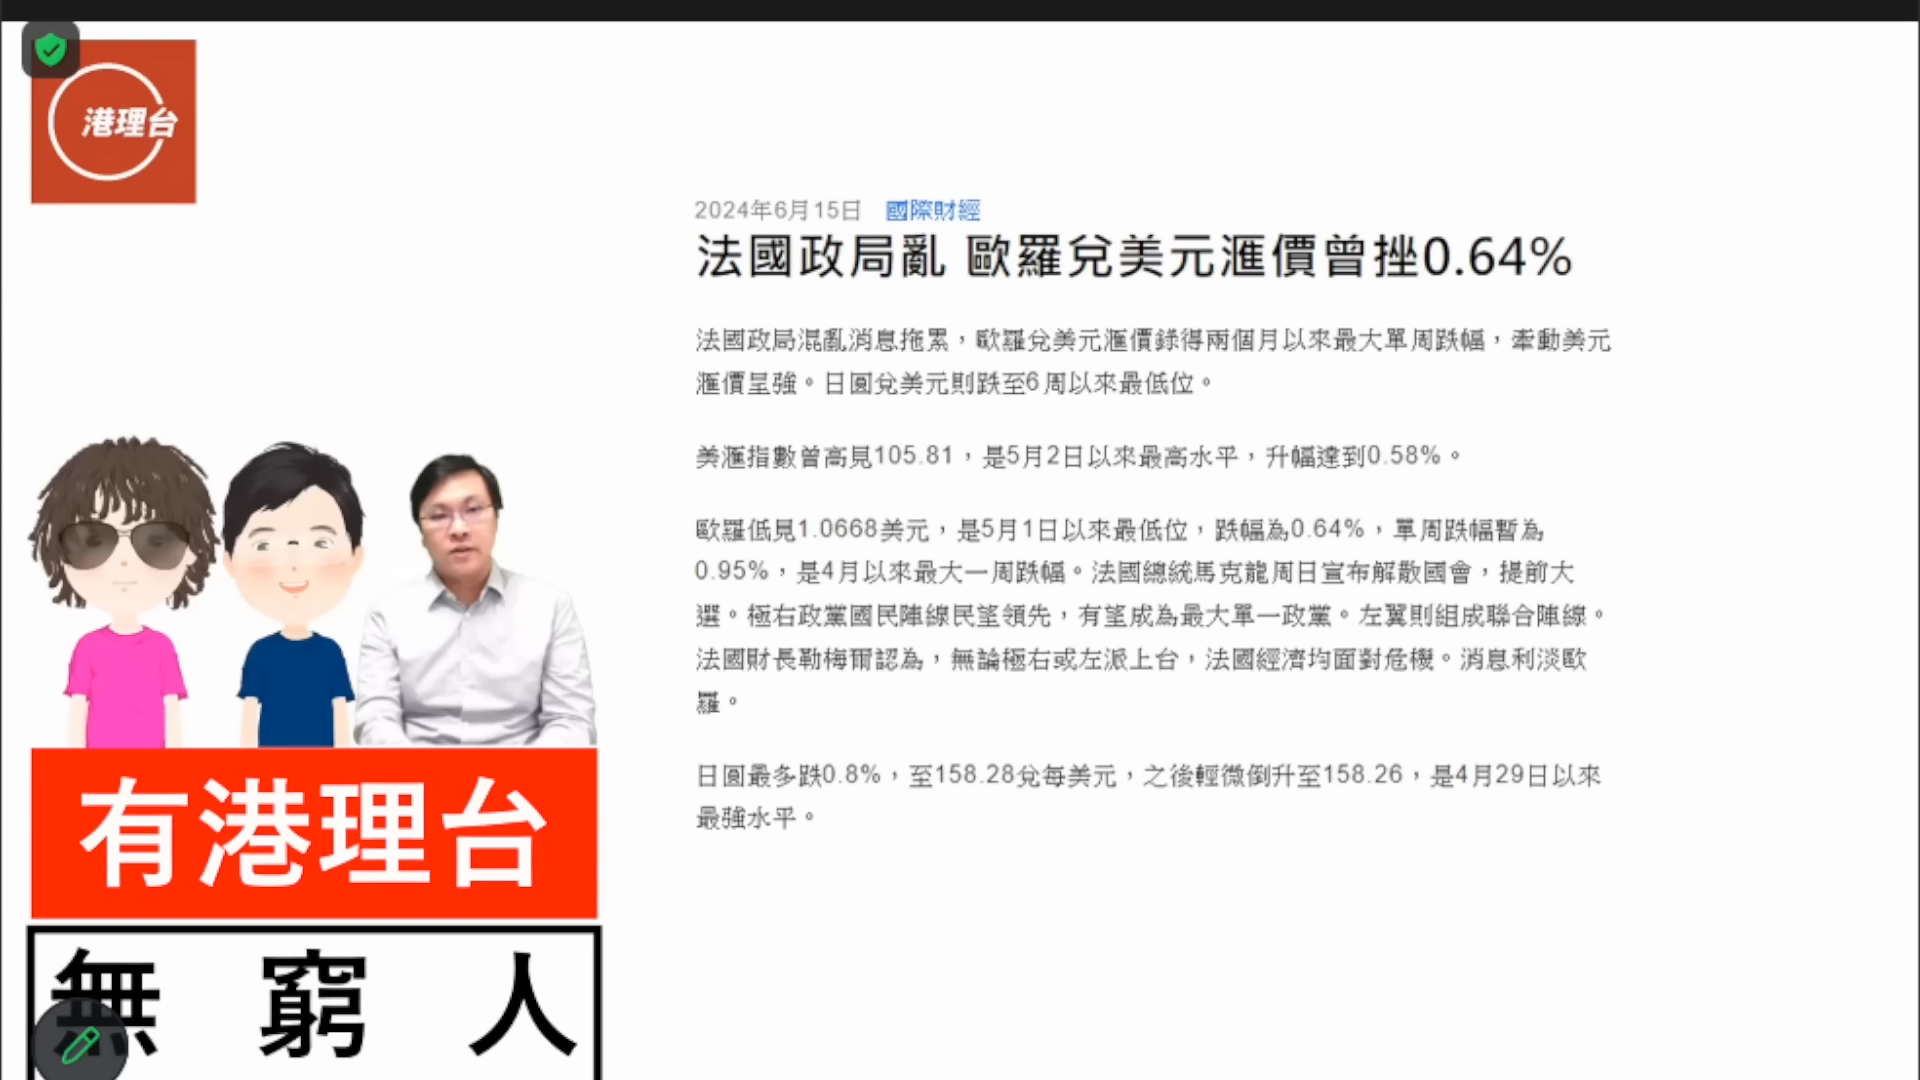 港理台
2024年6月15日 國際財經
法國政局亂 歐羅兌美元滙價曾挫0.64%
法國政局混亂消息拖累，歐羅兌美元滙價錄得兩個月以來最大單周跌幅，牽動美元
滙價呈強。日圓兌美元則跌至6周以來最低位。
美滙指數曾高見105.81，是5月2日以來最高水平，升幅達到0.58%。
歐羅低見1.0668美元，是5月1日以來最低位，跌幅為0.64%，單周跌幅暫為
0.95%，是4月以來最大一周跌幅。法國總統馬克龍周日宣布解散國會，提前大
選。極右政黨國民陣線民望領先，有望成為最大單一政黨。左翼則組成聯合陣線。
法國財長勒梅爾認為，無論極右或左派上台，法國經濟均面對危機。消息利淡歐
羅。
日圓最多跌0.8%，至158.28兌每美元，之後輕微倒升至158.26，是4月29日以來
最強水平。
有港理台
無窮人